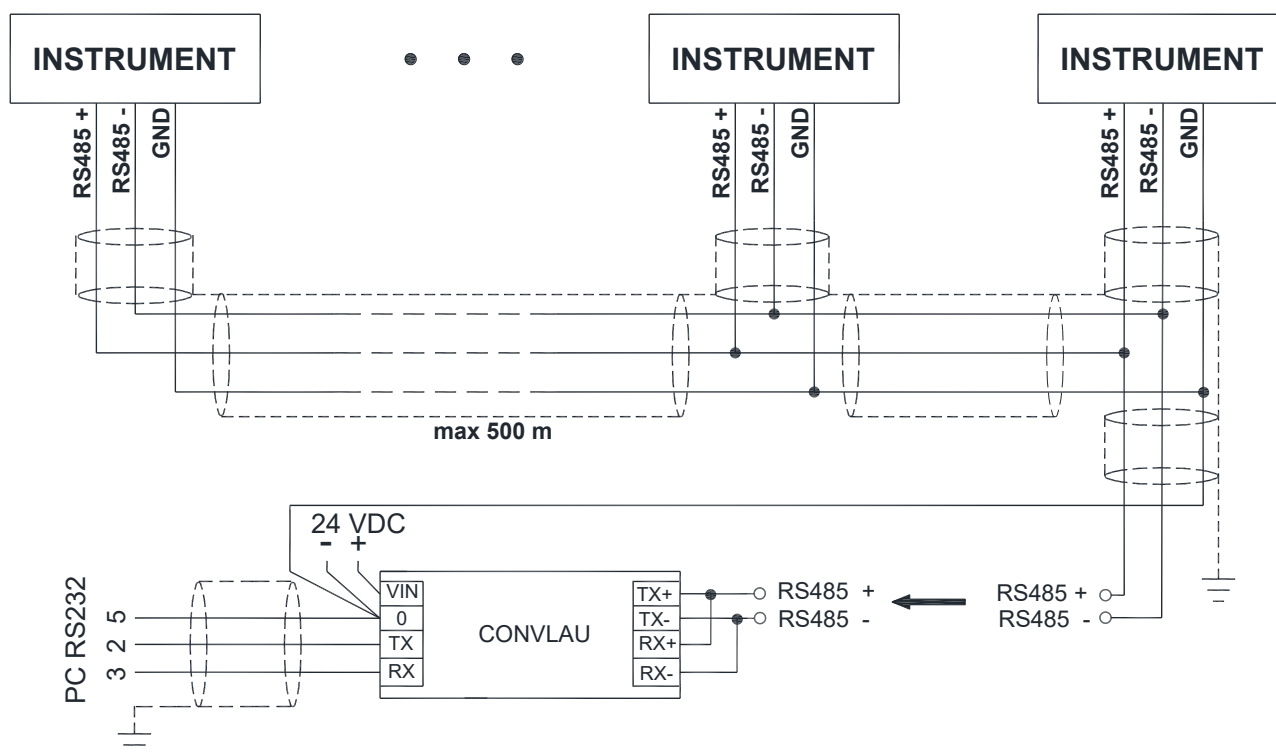 INSTRUMENT
INSTRUMENT
INSTRUMENT
RS485 +
RS485 -
GND
RS485 +
RS485 -
GND
RS485 +
RS485 -
GND
max 500 m
24 VDC
- +
PC RS232
5
2
3
VIN
0
TX
RX
CONVLAU
TX+
TX-
RX+
RX-
RS485 +
RS485 -
RS485 +
RS485 -